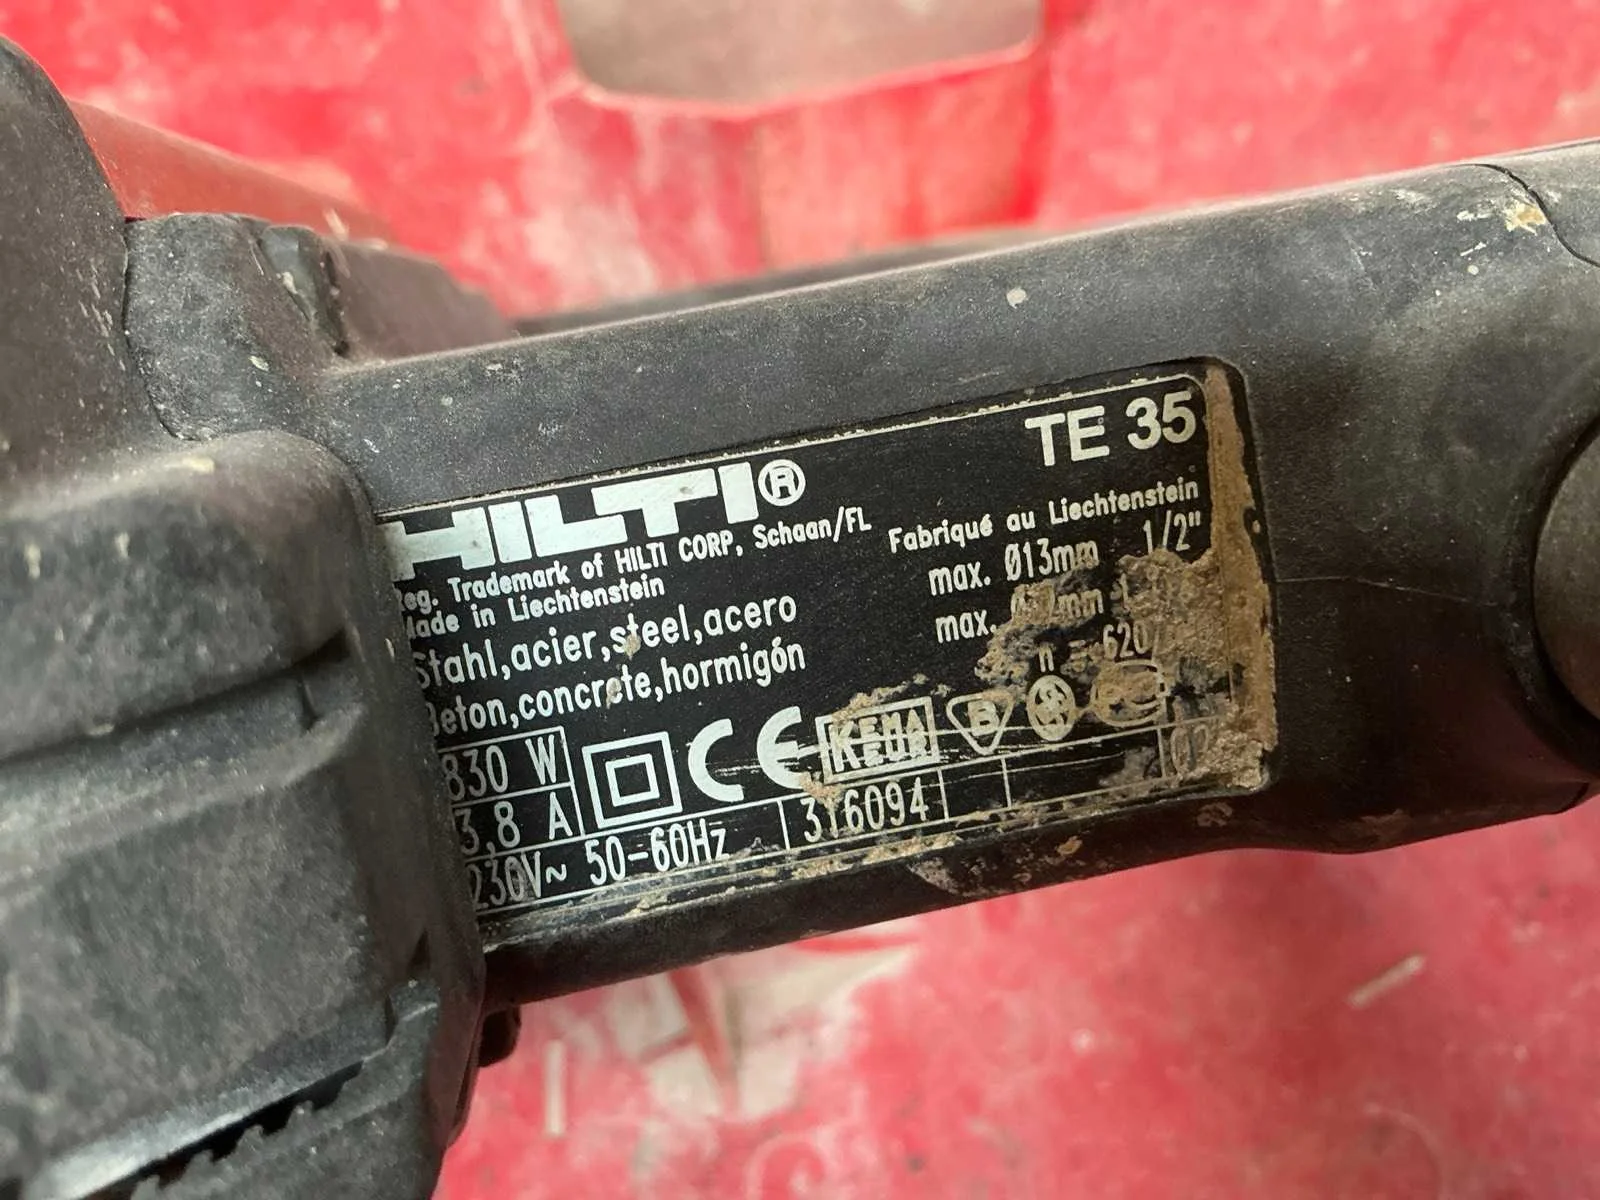 HILTI®
TE 35
Reg. Trademark of HILTI CORP, Schaan/FL
Made in Liechtenstein
Fabriqué au Liechtenstein
Stahl,acier,steel,acero
max. Ø13mm 1/2"
Beton,concrete,hormigón
max. mm
n = 620
830 W
3,8 A
CE
KEMA
KEUR
B
S
230V~ 50-60Hz
316094